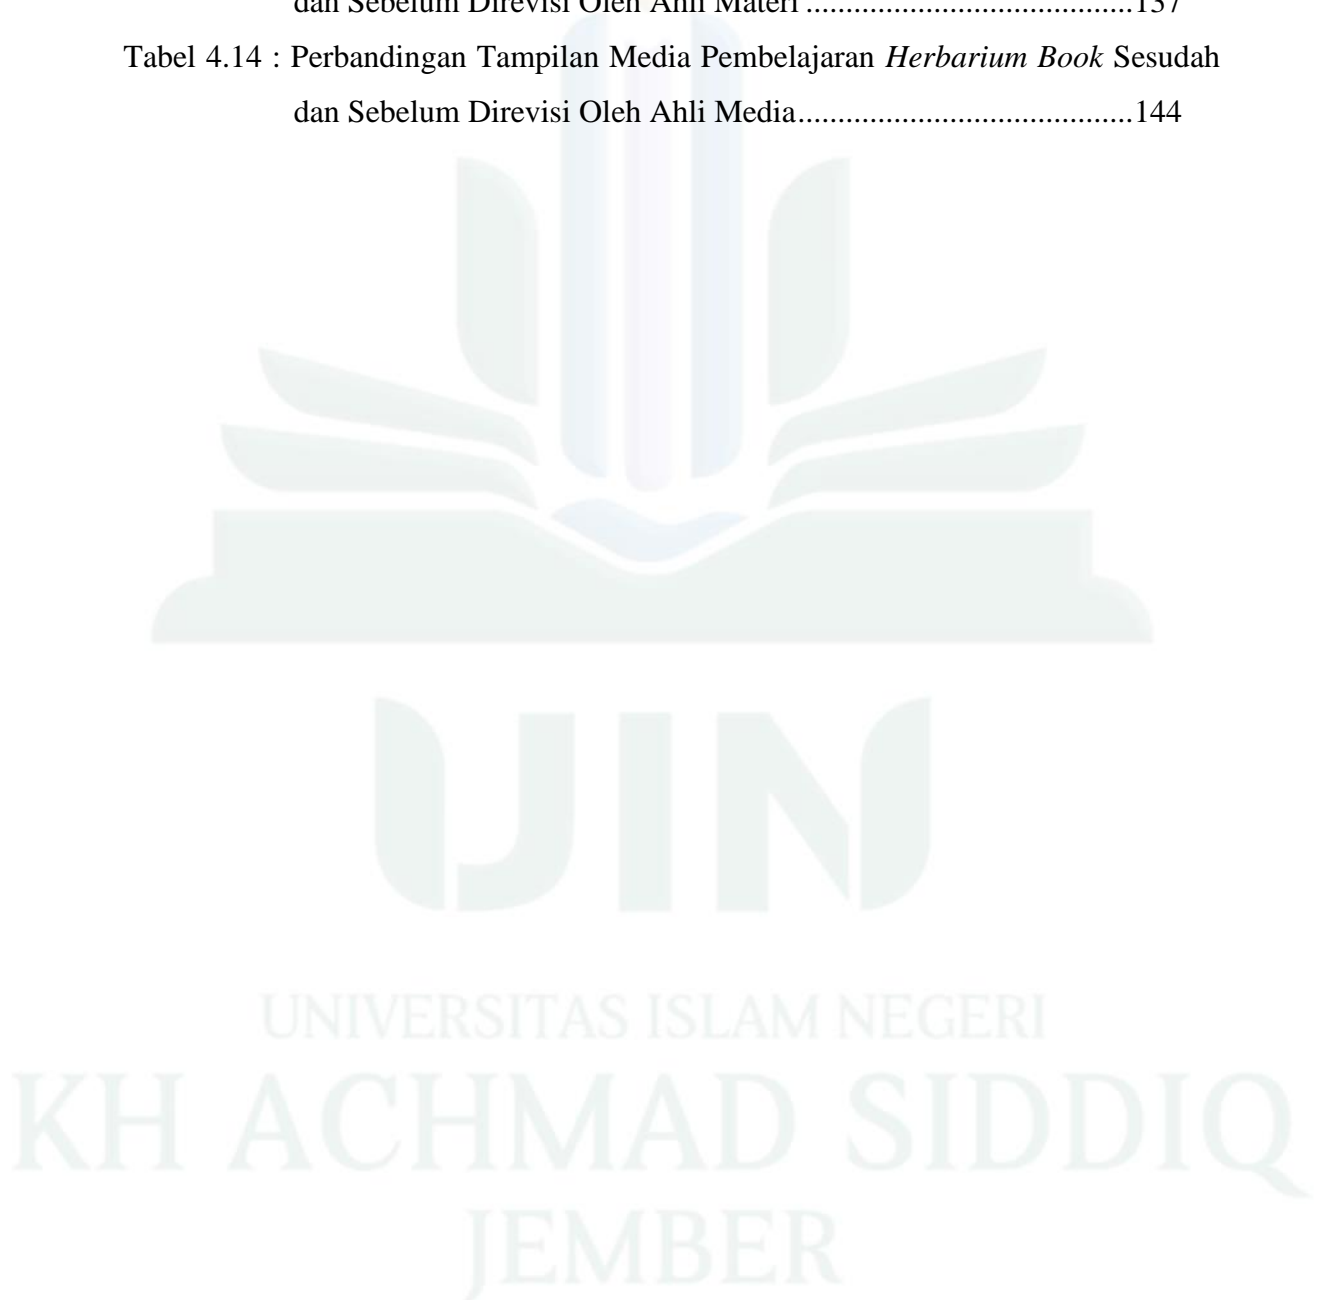 dan Sebelum Direvisi Oleh Ahli Materi .........................................137
Tabel 4.14 : Perbandingan Tampilan Media Pembelajaran Herbarium Book Sesudah
dan Sebelum Direvisi Oleh Ahli Media..........................................144
UIN
UNIVERSITAS ISLAM NEGERI
KH ACHMAD SIDDIQ
JEMBER